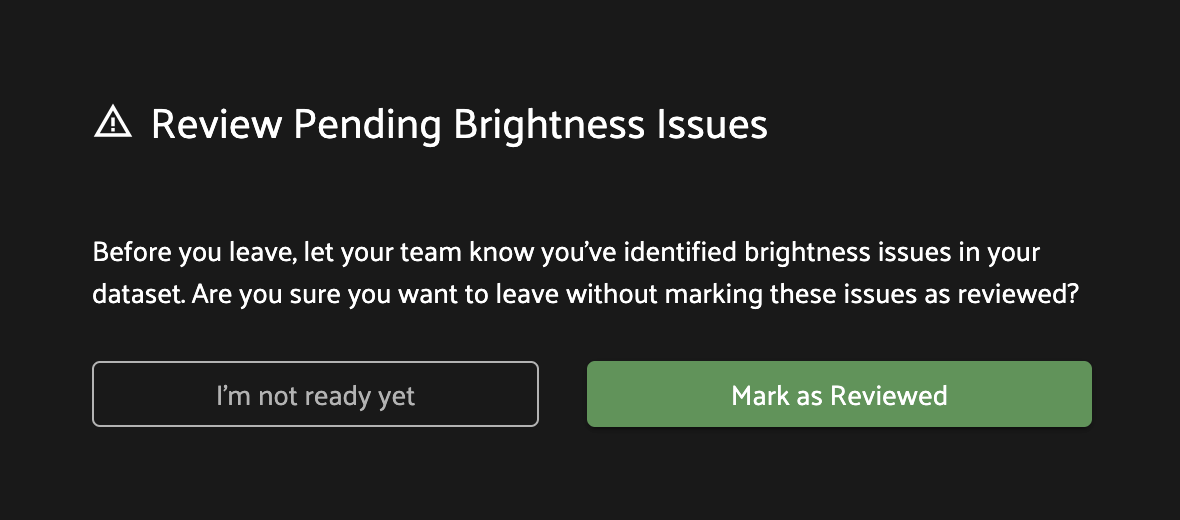 Review Pending Brightness Issues
Before you leave, let your team know you’ve identified brightness issues in your
dataset. Are you sure you want to leave without marking these issues as reviewed?
I’m not ready yet
Mark as Reviewed